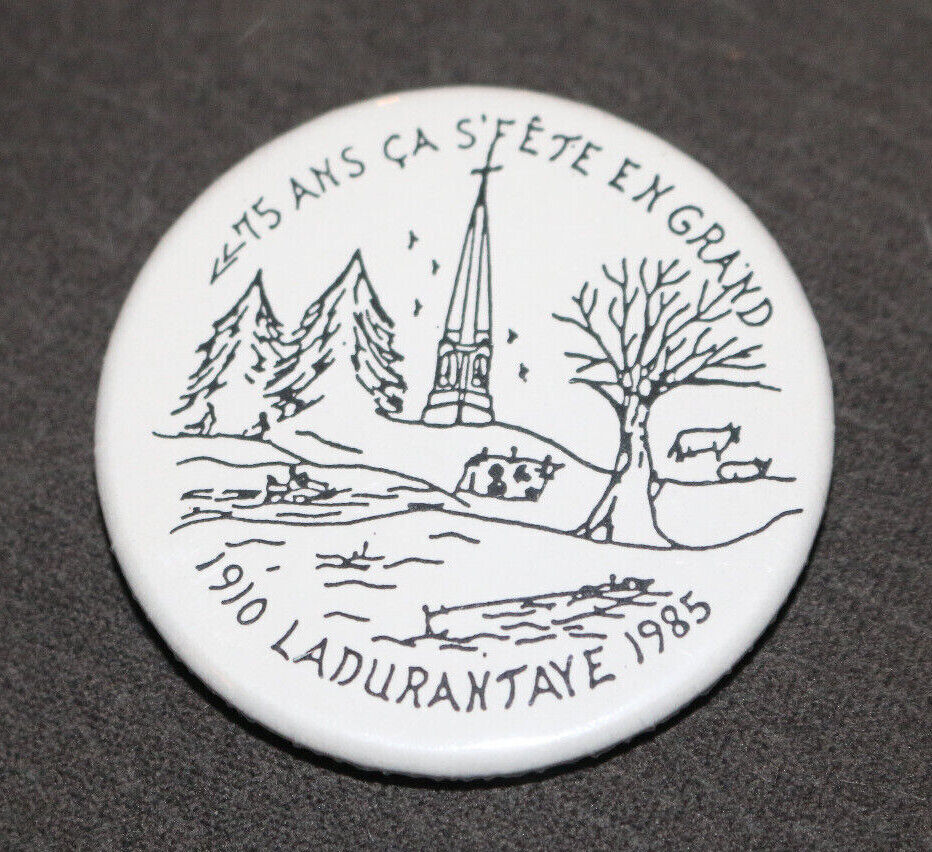 «75 ANS ÇA S'FÊTE EN GRAND
1910 LADURANTAYE 1985